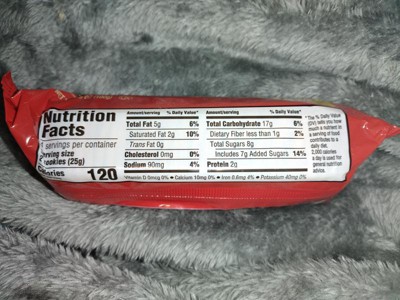 Nutrition
Facts
servings per container
serving size
cookies (25g)
Calories 120
Amount/serving % Daily Value*
Total Fat 5g 6%
Saturated Fat 2g 10%
Trans Fat 0g
Cholesterol 0mg 0%
Sodium 90mg 4%
Amount/serving % Daily Value*
Total Carbohydrate 17g 6%
Dietary Fiber less than 1g 2%
Total Sugars 8g
Includes 7g Added Sugars 14%
Protein 2g
Vitamin D 0mcg 0% • Calcium 10mg 0% • Iron 0.6mg 4% • Potassium 40mg 0%
*The % Daily Value
(DV) tells you how
much a nutrient in
a serving of food
contributes to a
daily diet.
2,000 calories
a day is used for
general nutrition
advice.